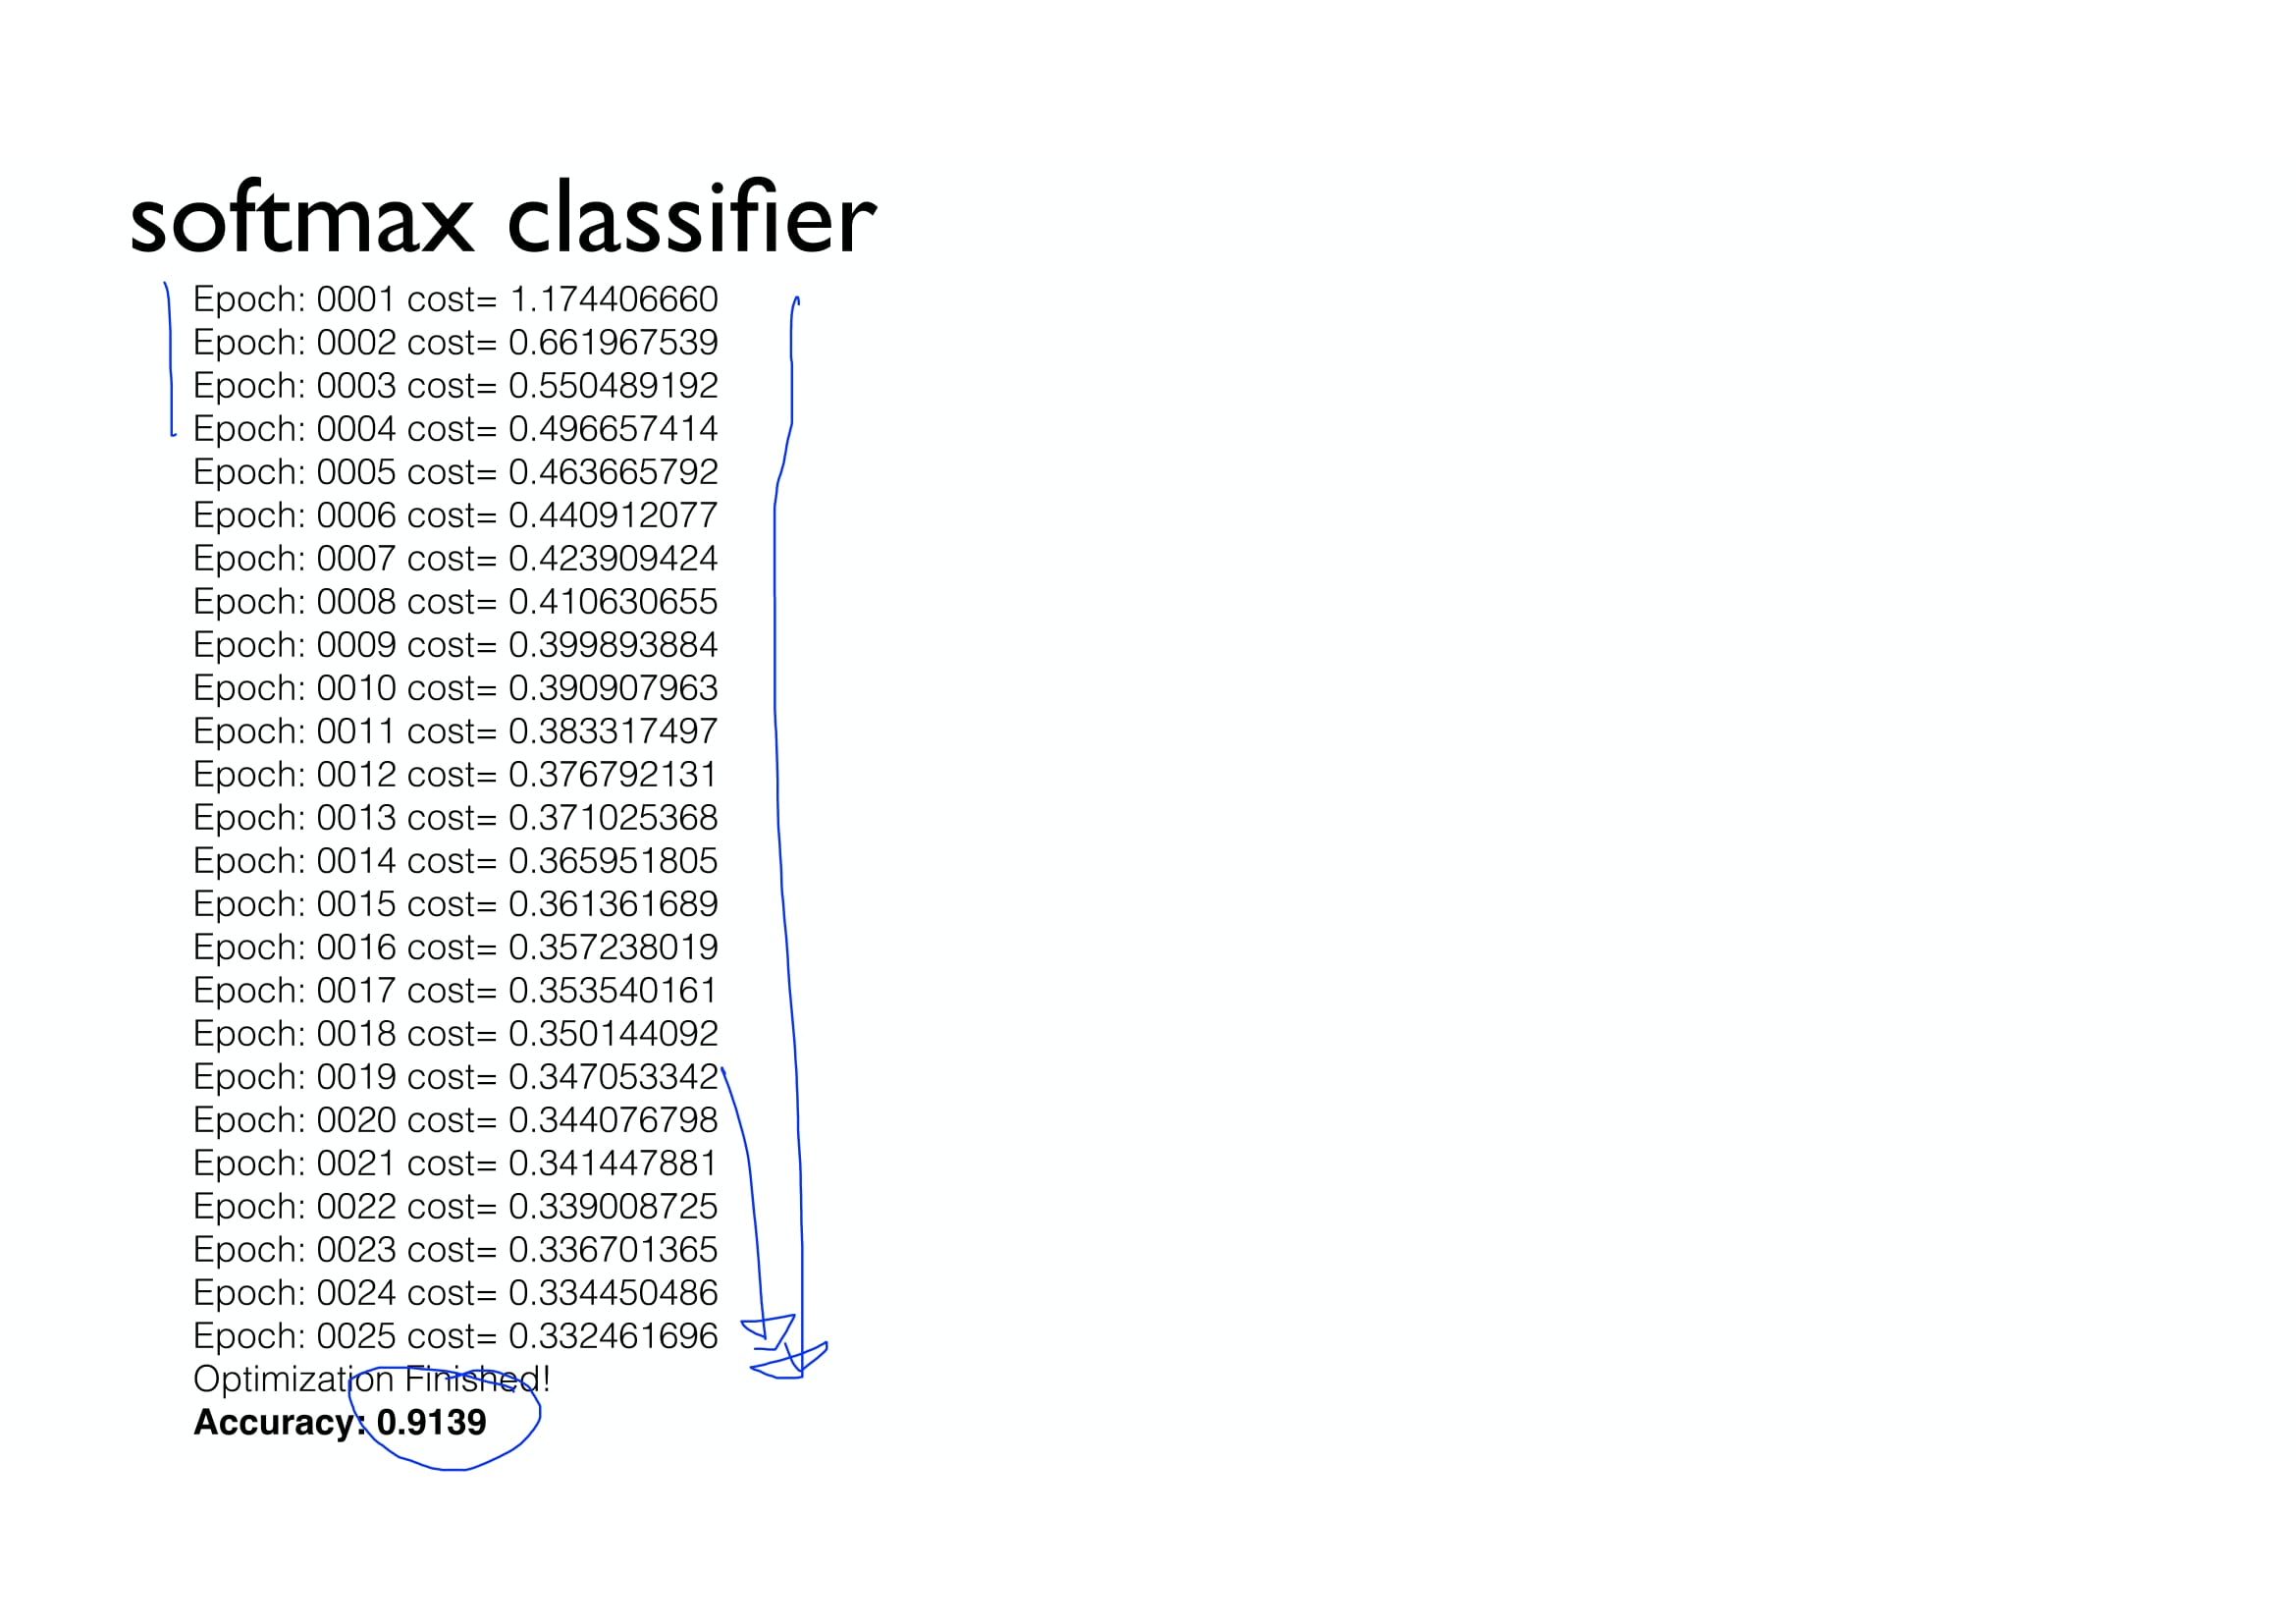 softmax classifier
Epoch: 0001 cost= 1.174406660
Epoch: 0002 cost= 0.661967539
Epoch: 0003 cost= 0.550489192
Epoch: 0004 cost= 0.496657414
Epoch: 0005 cost= 0.463665792
Epoch: 0006 cost= 0.440912077
Epoch: 0007 cost= 0.423909424
Epoch: 0008 cost= 0.410630655
Epoch: 0009 cost= 0.399893884
Epoch: 0010 cost= 0.390907963
Epoch: 0011 cost= 0.383317497
Epoch: 0012 cost= 0.376792131
Epoch: 0013 cost= 0.371025368
Epoch: 0014 cost= 0.365951805
Epoch: 0015 cost= 0.361361689
Epoch: 0016 cost= 0.357238019
Epoch: 0017 cost= 0.353540161
Epoch: 0018 cost= 0.350144092
Epoch: 0019 cost= 0.347053342
Epoch: 0020 cost= 0.344076798
Epoch: 0021 cost= 0.341447881
Epoch: 0022 cost= 0.339008725
Epoch: 0023 cost= 0.336701365
Epoch: 0024 cost= 0.334450486
Epoch: 0025 cost= 0.332461696
Optimization Finished!
Accuracy: 0.9139